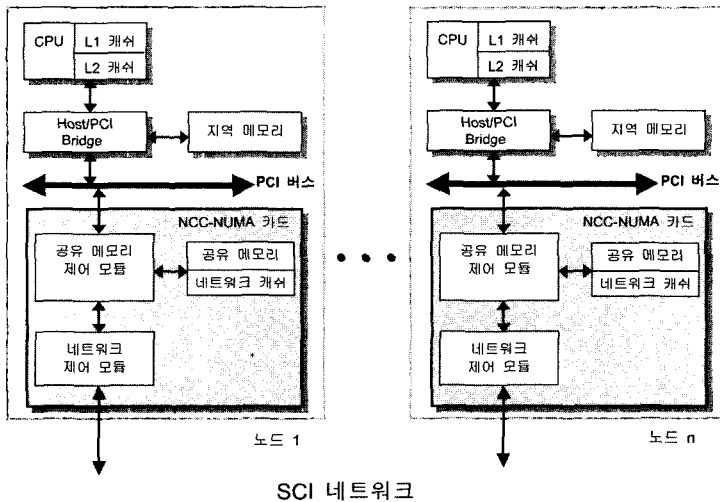 CPU
L1 캐쉬
L2 캐쉬
Host/PCI
Bridge
지역 메모리
PCI 버스
NCC-NUMA 카드
공유 메모리
제어 모듈
공유 메모리
네트워크 캐쉬
네트워크
제어 모듈
노드 1
• • •
CPU
L1 캐쉬
L2 캐쉬
Host/PCI
Bridge
지역 메모리
PCI 버스
NCC-NUMA 카드
공유 메모리
제어 모듈
공유 메모리
네트워크 캐쉬
네트워크
제어 모듈
노드 n
SCI 네트워크